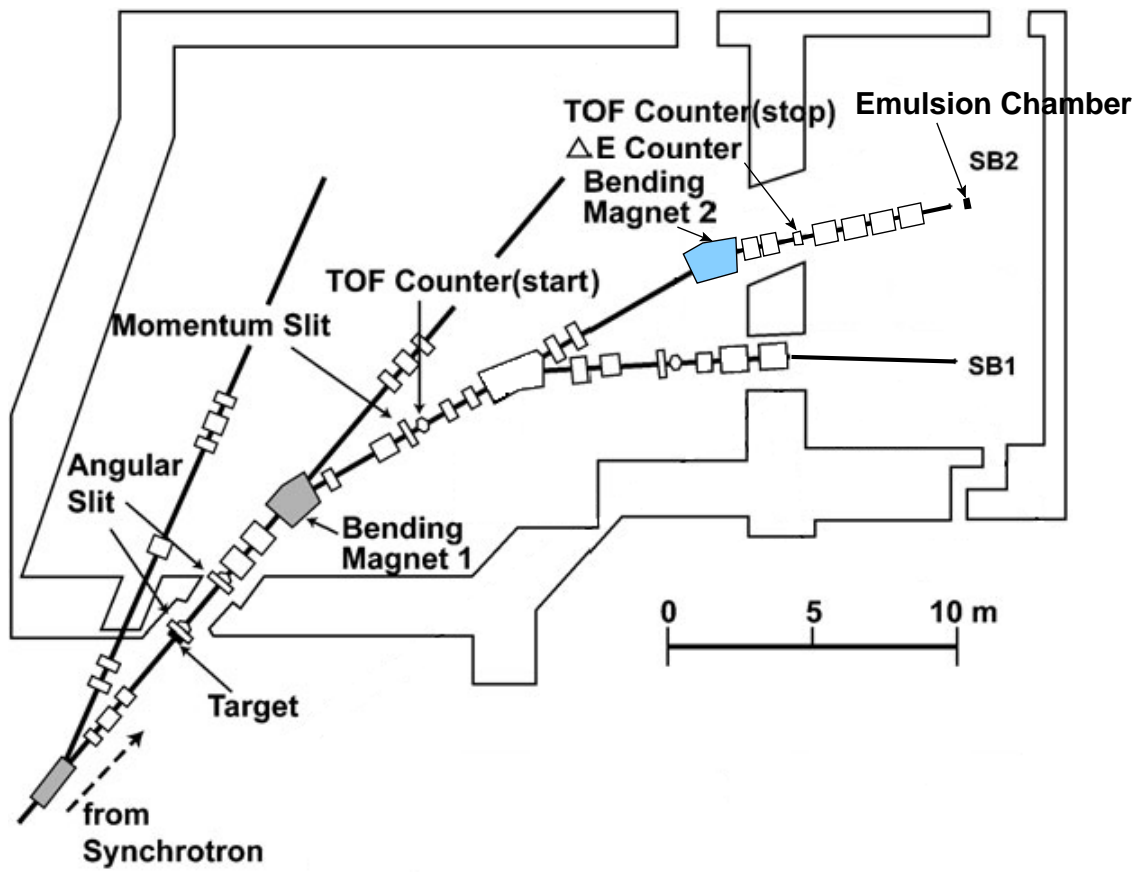 TOF Counter(stop)
△E Counter
Bending
Magnet 2
Emulsion Chamber
SB2
TOF Counter(start)
Momentum Slit
SB1
Angular
Slit
Bending
Magnet 1
0 5 10 m
Target
from
Synchrotron